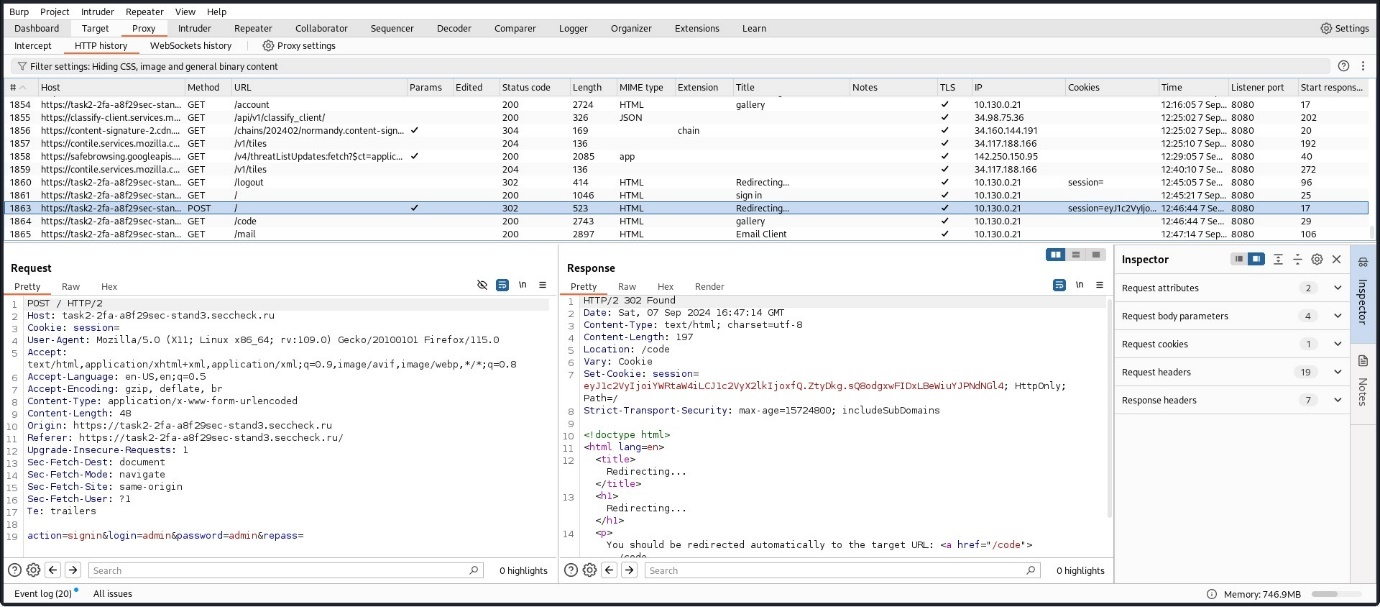 Burp Project Intruder Repeater View Help
Dashboard Target Proxy Intruder Repeater Collaborator Sequencer Decoder Comparer Logger Organizer Extensions Learn Settings
Intercept HTTP history WebSockets history Proxy settings
Filter settings: Hiding CSS, image and general binary content
# Host Method URL Params Edited Status code Length MIME type Extension Title Notes TLS IP Cookies Time Listener port Start respons...
1854 https://task2-2fa-a8f29sec-stan... GET /account 200 2724 HTML gallery ✓ 10.130.0.21 12:16:05 7 Sep... 8080 17
1855 https://classify-client.services.m... GET /api/v1/classify_client/ 200 326 JSON ✓ 34.98.75.36 12:25:02 7 Sep... 8080 202
1856 https://content-signature-2.cdn.... GET /chains/202402/normandy.content-sign... ✓ 304 169 chain ✓ 34.160.144.191 12:25:02 7 Sep... 8080 20
1857 https://contile.services.mozilla.c... GET /v1/tiles 204 136 ✓ 34.117.188.166 12:25:10 7 Sep... 8080 192
1858 https://safebrowsing.googleapis.... GET /v4/threatListUpdates:fetch?$ct=applic... ✓ 200 2085 app ✓ 142.250.150.95 12:29:05 7 Se... 8080 40
1859 https://contile.services.mozilla.c... GET /v1/tiles 204 136 ✓ 34.117.188.166 12:40:10 7 Se... 8080 272
1860 https://task2-2fa-a8f29sec-stan... GET /logout 302 414 HTML Redirecting... ✓ 10.130.0.21 session= 12:45:05 7 Se... 8080 96
1861 https://task2-2fa-a8f29sec-stan... GET / 200 1046 HTML sign in ✓ 10.130.0.21 12:45:21 7 Sep... 8080 25
1863 https://task2-2fa-a8f29sec-stan... POST / ✓ 302 523 HTML Redirecting... ✓ 10.130.0.21 session=eyJ1c2VyIjo... 12:46:44 7 Se... 8080 17
1864 https://task2-2fa-a8f29sec-stan... GET /code 200 2743 HTML gallery ✓ 10.130.0.21 12:46:44 7 Se... 8080 29
1865 https://task2-2fa-a8f29sec-stan... GET /mail 200 2897 HTML Email Client ✓ 10.130.0.21 12:47:14 7 Sep... 8080 106
Request
Pretty Raw Hex \n
1 POST / HTTP/2
2 Host: task2-2fa-a8f29sec-stand3.seccheck.ru
3 Cookie: session=
4 User-Agent: Mozilla/5.0 (X11; Linux x86_64; rv:109.0) Gecko/20100101 Firefox/115.0
5 Accept:
text/html,application/xhtml+xml,application/xml;q=0.9,image/avif,image/webp,*/*;q=0.8
6 Accept-Language: en-US,en;q=0.5
7 Accept-Encoding: gzip, deflate, br
8 Content-Type: application/x-www-form-urlencoded
9 Content-Length: 48
10 Origin: https://task2-2fa-a8f29sec-stand3.seccheck.ru
11 Referer: https://task2-2fa-a8f29sec-stand3.seccheck.ru/
12 Upgrade-Insecure-Requests: 1
13 Sec-Fetch-Dest: document
14 Sec-Fetch-Mode: navigate
15 Sec-Fetch-Site: same-origin
16 Sec-Fetch-User: ?1
17 Te: trailers
18
19 action=signin&login=admin&password=admin&repass=
Search 0 highlights
Response
Pretty Raw Hex Render \n
1 HTTP/2 302 Found
2 Date: Sat, 07 Sep 2024 16:47:14 GMT
3 Content-Type: text/html; charset=utf-8
4 Content-Length: 197
5 Location: /code
6 Vary: Cookie
7 Set-Cookie: session=
eyJ1c2VyIjoiYWRtaW4iLCJ1c2VyX2lkIjoxfQ.ZtyDkg.sQBodgxwFIDxLBeWiuYJPNdNGl4; HttpOnly;
Path=/
8 Strict-Transport-Security: max-age=15724800; includeSubDomains
9
10 <!doctype html>
11 <html lang=en>
12 <title>
Redirecting...
</title>
13 <h1>
Redirecting...
</h1>
14 <p>
You should be redirected automatically to the target URL: <a href="/code">
/code
Search 0 highlights
Inspector
Request attributes 2
Request body parameters 4
Request cookies 1
Request headers 19
Response headers 7
Inspector
Notes
Event log (20) All issues Memory: 746.9MB